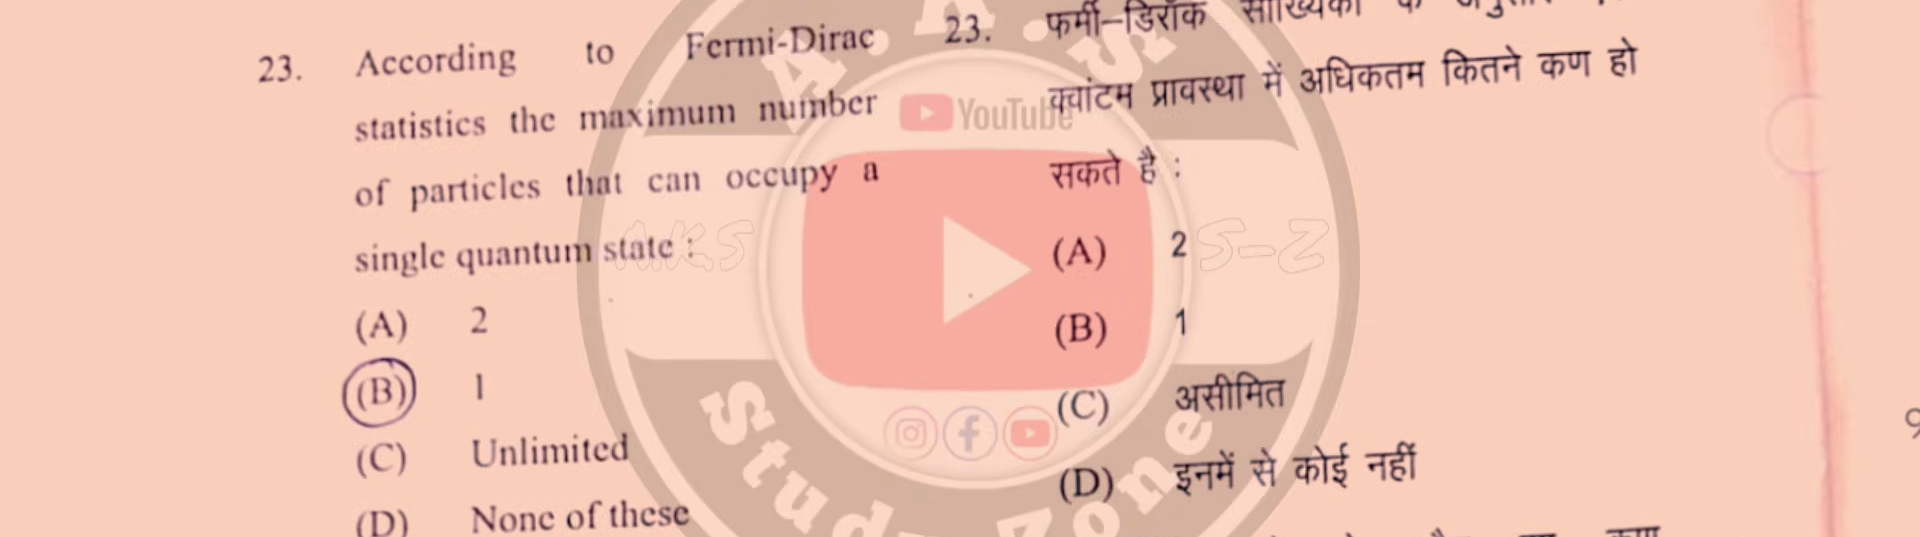 23. According to Fermi-Dirac
statistics the maximum number
of particles that can occupy a
single quantum state :
(A) 2
(B) 1
(C) Unlimited
(D) None of these
23. फर्मी-डिराक सांख्यिकी के अनुसार
क्वांटम प्रावस्था में अधिकतम कितने कण हो
सकते है :
(A) 2
(B) 1
(C) असीमित
(D) इनमें से कोई नहीं
YouTube
A.K.S
Study Zone
AKS S-Z